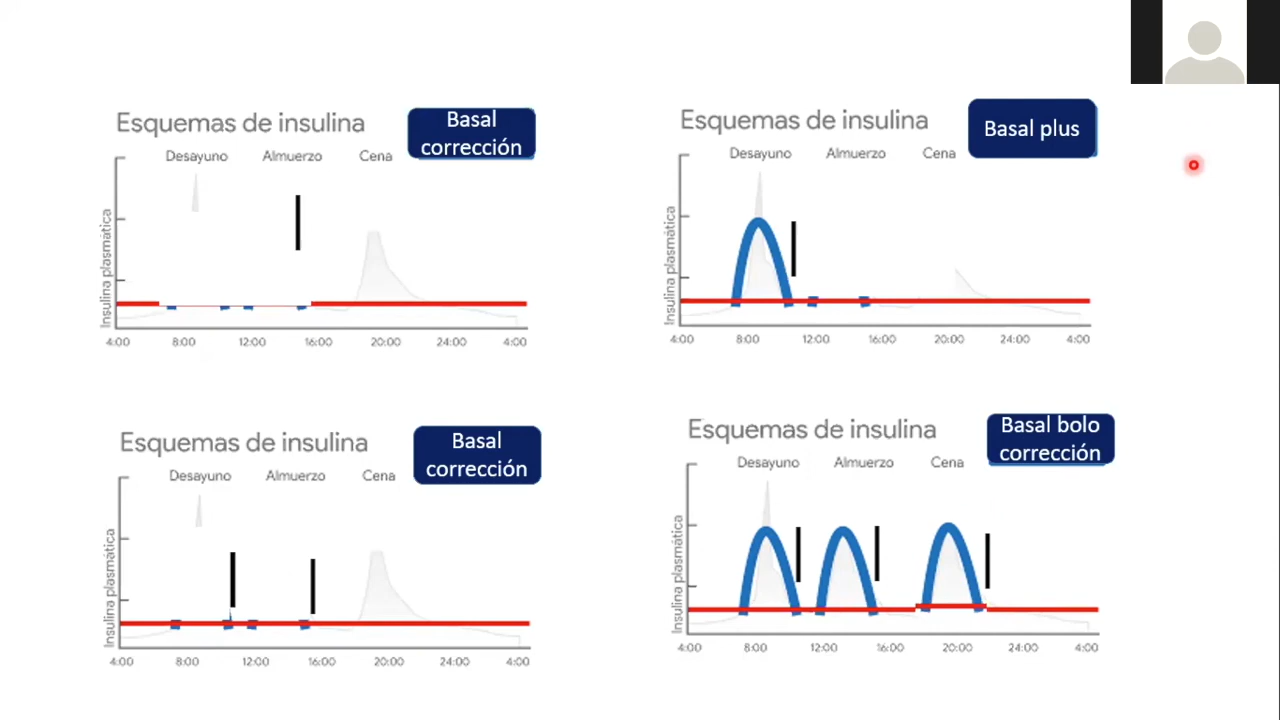 Esquemas de insulina
Basal
corrección
Desayuno Almuerzo Cena
Insulina plasmática
4:00 8:00 12:00 16:00 20:00 24:00 4:00
Esquemas de insulina
Basal plus
Desayuno Almuerzo Cena
Insulina plasmática
4:00 8:00 12:00 16:00 20:00 24:00 4:00
Esquemas de insulina
Basal
corrección
Desayuno Almuerzo Cena
Insulina plasmática
4:00 8:00 12:00 16:00 20:00 24:00 4:00
Esquemas de insulina
Basal bolo
corrección
Desayuno Almuerzo Cena
Insulina plasmática
4:00 8:00 12:00 16:00 20:00 24:00 4:00